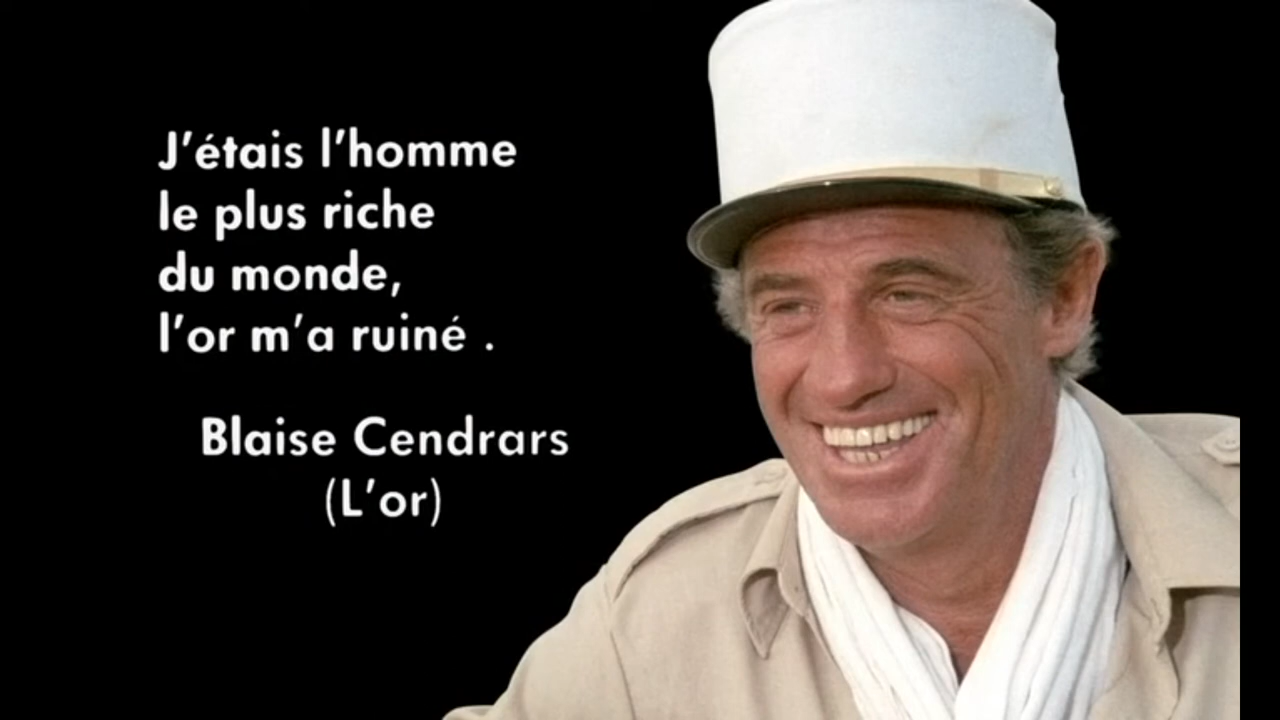 J'étais l'homme
le plus riche
du monde,
l'or m'a ruiné .
Blaise Cendrars
(L'or)